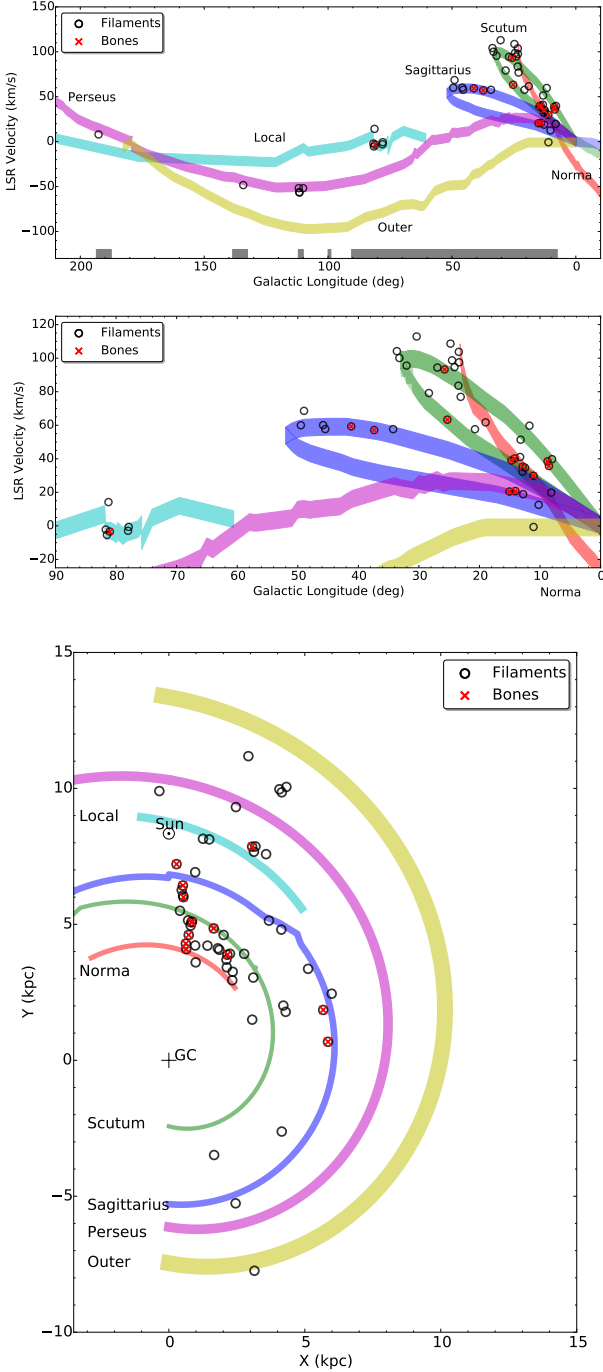 150
100
50
0
−50
−100
LSR Velocity (km/s)
Filaments
Bones
Perseus
Local
Sagittarius
Scutum
Norma
Outer
200 150 100 50 0
Galactic Longitude (deg)
120
100
80
60
40
20
0
−20
LSR Velocity (km/s)
Filaments
Bones
90 80 70 60 50 40 30 20 10 0
Galactic Longitude (deg)
Norma
15
10
5
0
−5
−10
Y (kpc)
Filaments
Bones
Local
Sun
Norma
GC
Scutum
Sagittarius
Perseus
Outer
0 5 10 15
X (kpc)